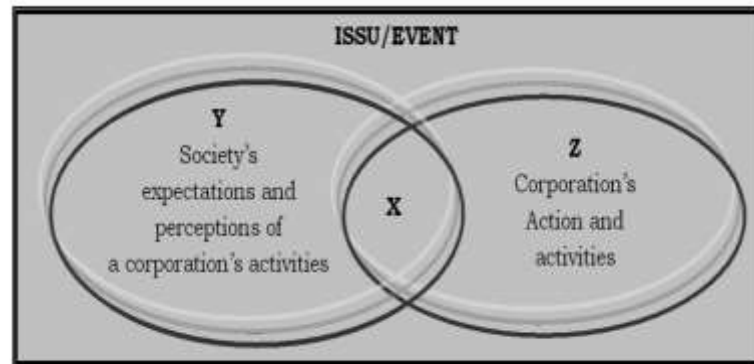 ISSU/EVENT
Y
Society's
expectations and
perceptions of
a corporation's activities
X
Z
Corporation's
Action and
activities